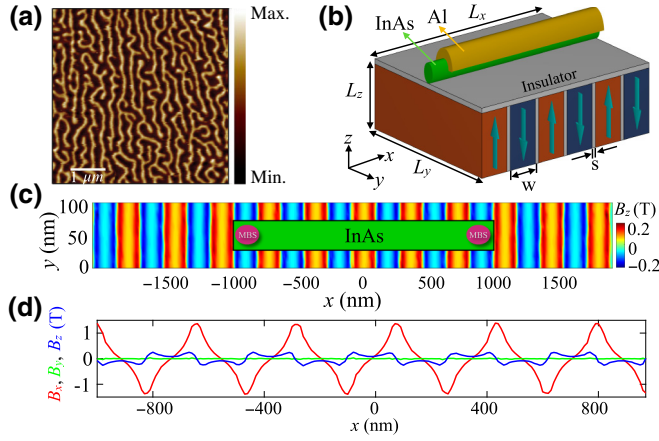 (a)
Max.
1 μm
Min.
(b)
InAs
Al
Lx
Insulator
Lz
z
x
y
Ly
w
s
(c)
Bz (T)
100
50
0
y (nm)
MBS
InAs
MBS
0.2
−0.2
−1500 −1000 −500 0 500 1000 1500
x (nm)
(d)
Bx, By, Bz (T)
1
0
-1
−800 −400 0 400 800
x (nm)